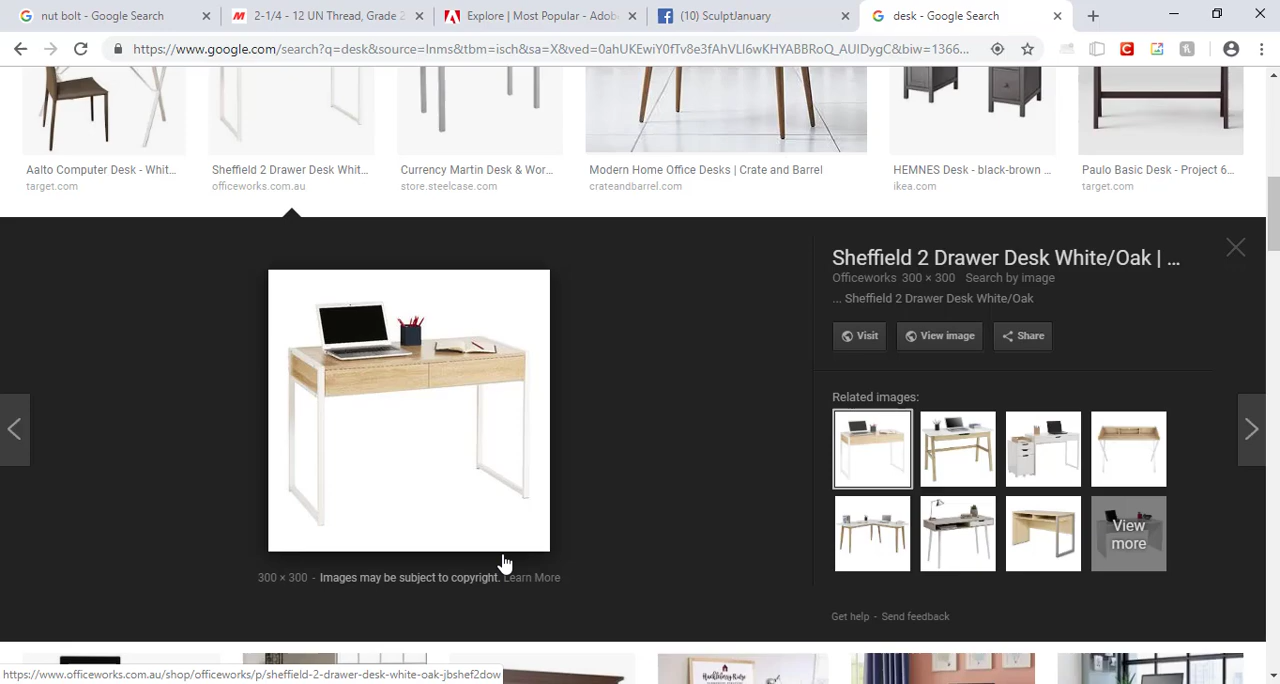 nut bolt - Google Search
2-1/4 - 12 UN Thread, Grade 2
Explore | Most Popular - Adob
(10) SculptJanuary
desk - Google Search
https://www.google.com/search?q=desk&source=lnms&tbm=isch&sa=X&ved=0ahUKEwiY0fTv8e3fAhVLl6wKHYABBRoQ_AUIDygC&biw=1366...
Aalto Computer Desk - Whit...
target.com
Sheffield 2 Drawer Desk Whit...
officeworks.com.au
Currency Martin Desk & Wor...
store.steelcase.com
Modern Home Office Desks | Crate and Barrel
crateandbarrel.com
HEMNES Desk - black-brown ...
ikea.com
Paulo Basic Desk - Project 6...
target.com
Sheffield 2 Drawer Desk White/Oak | ...
Officeworks 300 × 300 Search by image
... Sheffield 2 Drawer Desk White/Oak
Visit
View image
Share
Related images:
View
more
300 × 300 - Images may be subject to copyright. Learn More
Get help - Send feedback
https://www.officeworks.com.au/shop/officeworks/p/sheffield-2-drawer-desk-white-oak-jbshef2dow